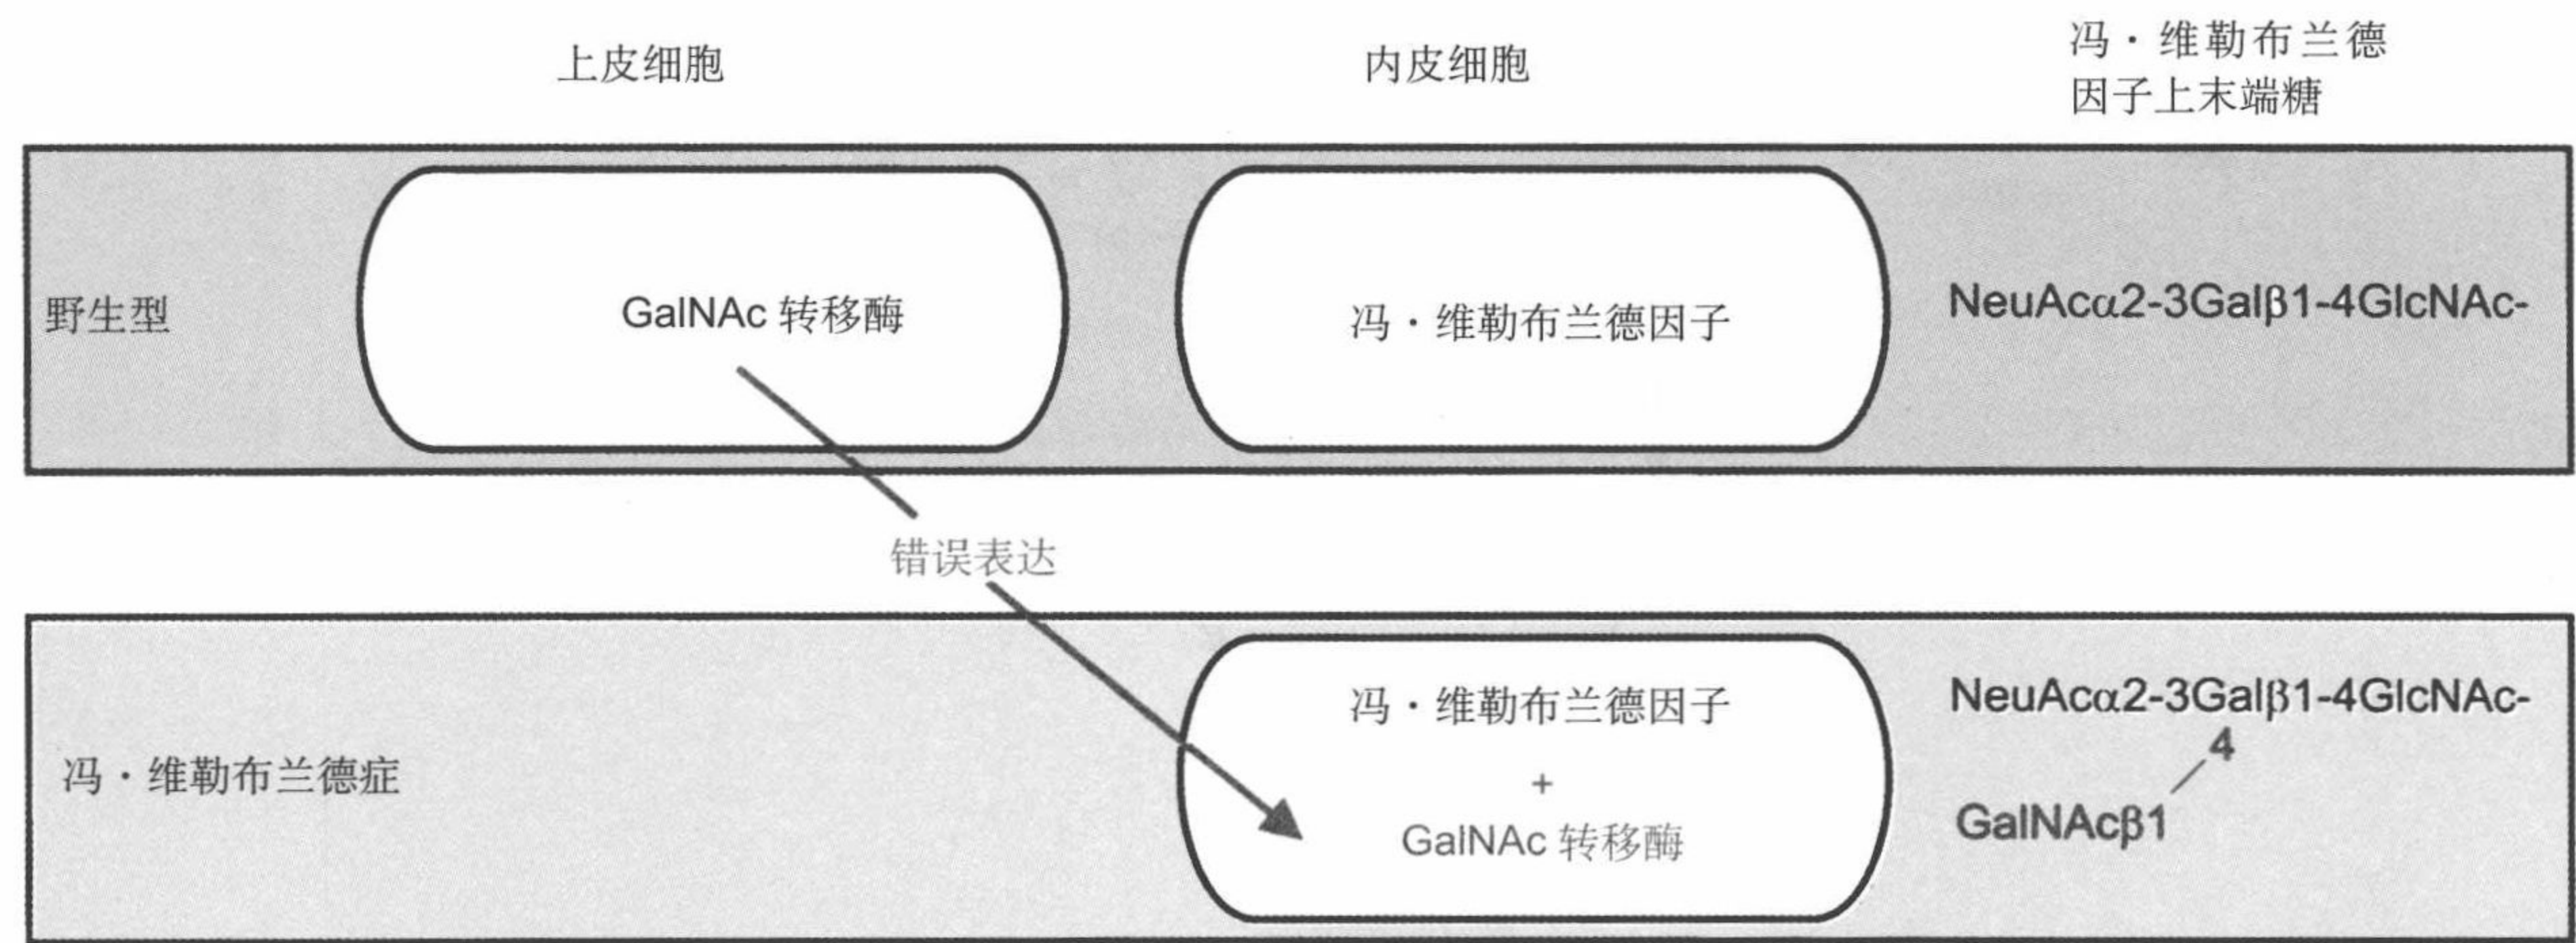 上皮细胞
内皮细胞
冯·维勒布兰德
因子上末端糖
野生型
GalNAc 转移酶
冯·维勒布兰德因子
NeuAcα2-3Galβ1-4GlcNAc-
错误表达
冯·维勒布兰德症
冯·维勒布兰德因子
+
GalNAc 转移酶
NeuAcα2-3Galβ1-4GlcNAc-
4
GalNAcβ1